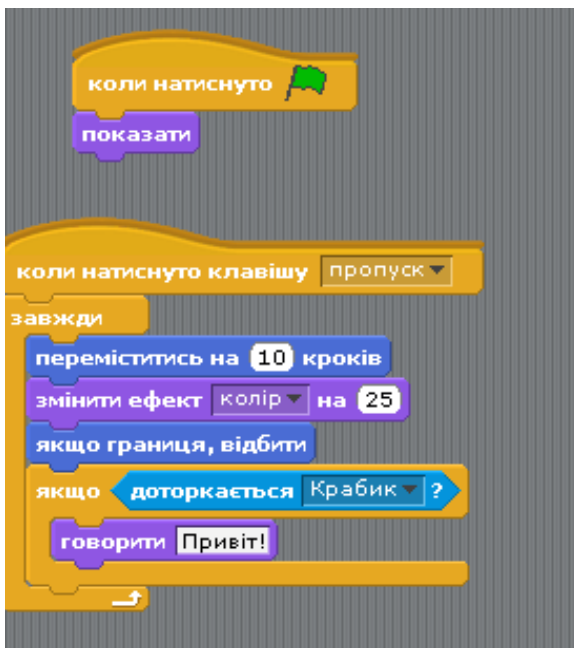 коли натиснуто
показати
коли натиснуто клавішу пропуск
завжди
переміститись на 10 кроків
змінити ефект колір на 25
якщо границя, відбити
якщо доторкається Крабик ?
говорити Привіт!